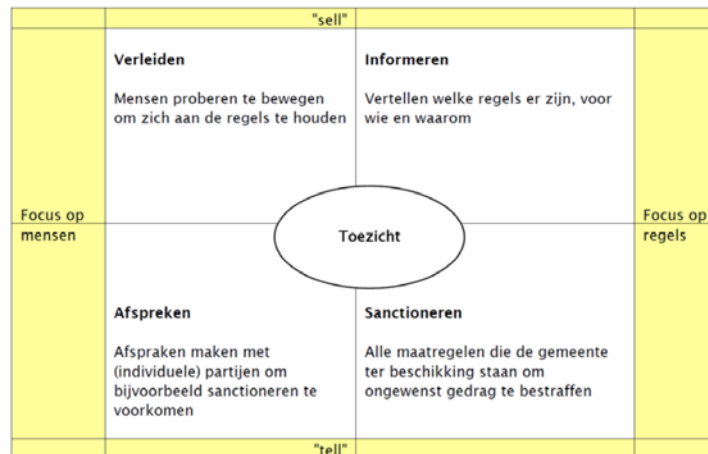 "sell"
Verleiden
Mensen proberen te bewegen
om zich aan de regels te houden
Informeren
Vertellen welke regels er zijn, voor
wie en waarom
Focus op
mensen
Toezicht
Focus op
regels
Afspreken
Afspraken maken met
(individuele) partijen om
bijvoorbeeld sanctioneren te
voorkomen
Sanctioneren
Alle maatregelen die de gemeente
ter beschikking staan om
ongewenst gedrag te bestraffen
"tell"